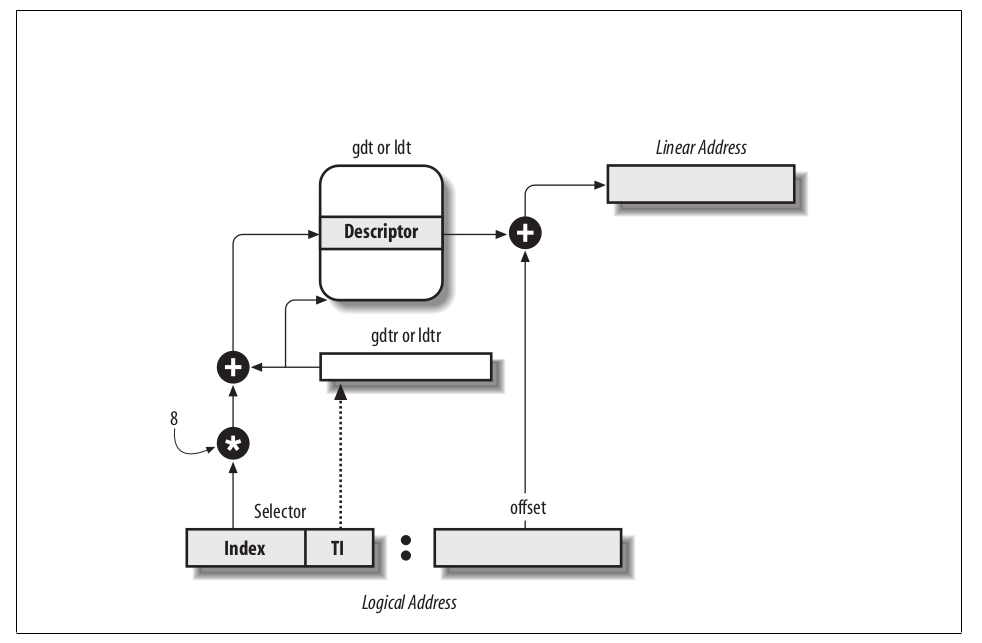 gdt or ldt
Linear Address
Descriptor
+
gdtr or ldtr
+
8
*
Selector
offset
Index
TI
:
Logical Address